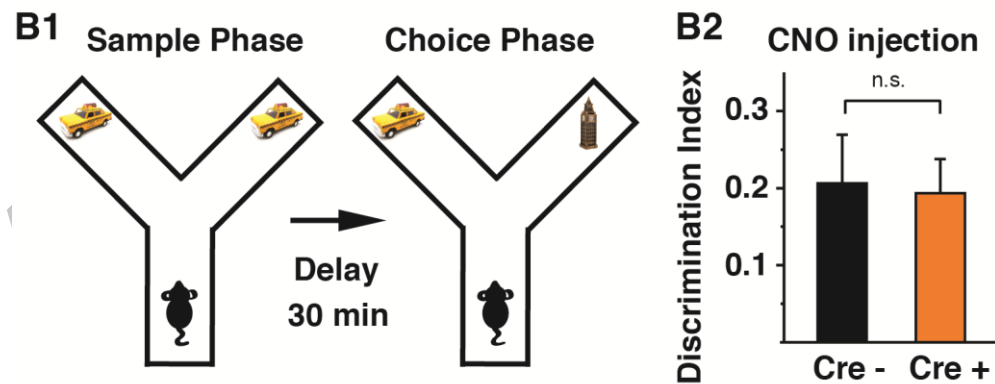 B1
Sample Phase
Choice Phase
Delay
30 min
B2
CNO injection
Discrimination Index
n.s.
0.3
0.2
0.1
Cre -
Cre +